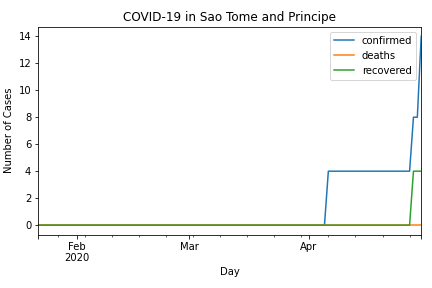 COVID-19 in Sao Tome and Principe
confirmed
deaths
recovered
Number of Cases
14
12
10
8
6
4
2
0
Feb
2020
Mar
Apr
Day